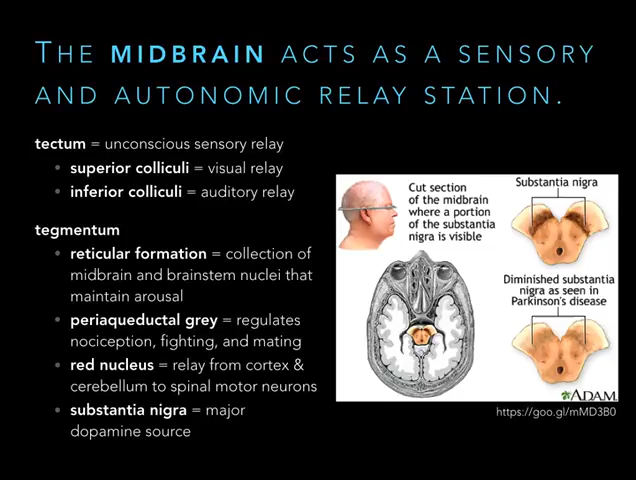 THE MIDBRAIN ACTS AS A SENSORY
AND AUTONOMIC RELAY STATION.
tectum = unconscious sensory relay
• superior colliculi = visual relay
• inferior colliculi = auditory relay
tegmentum
• reticular formation = collection of
midbrain and brainstem nuclei that
maintain arousal
• periaqueductal grey = regulates
nociception, fighting, and mating
• red nucleus = relay from cortex &
cerebellum to spinal motor neurons
• substantia nigra = major
dopamine source
Cut section
of the midbrain
where a portion
of the substantia
nigra is visible
Substantia nigra
Diminished substantia
nigra as seen in
Parkinson's disease
ADAM
https://goo.gl/mMD3B0